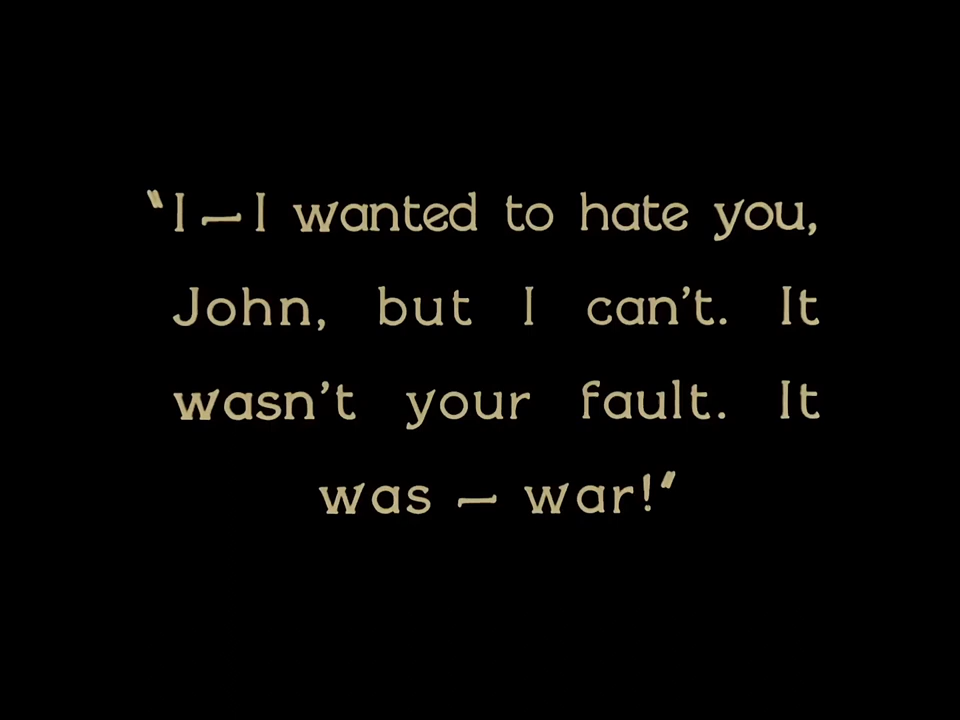 “I—I wanted to hate you,
John, but I can’t. It
wasn’t your fault. It
was — war!”